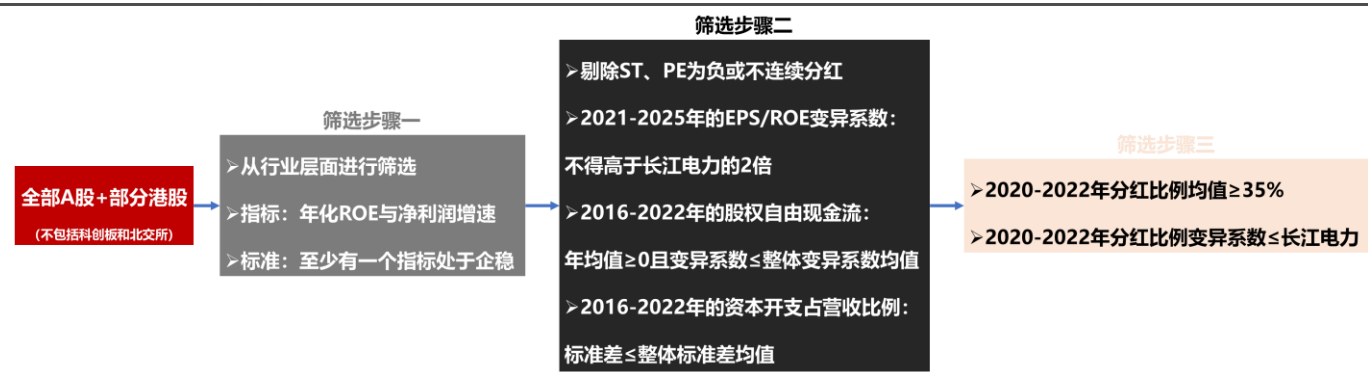 全部A股+部分港股
(不包括科创板和北交所)
筛选步骤一
➢从行业层面进行筛选
➢指标：年化ROE与净利润增速
➢标准：至少有一个指标处于企稳
筛选步骤二
➢剔除ST、PE为负或不连续分红
➢2021-2025年的EPS/ROE变异系数：
不得高于长江电力的2倍
➢2016-2022年的股权自由现金流：
年均值≥0且变异系数≤整体变异系数均值
➢2016-2022年的资本开支占营收比例：
标准差≤整体标准差均值
筛选步骤三
➢2020-2022年分红比例均值≥35%
➢2020-2022年分红比例变异系数≤长江电力